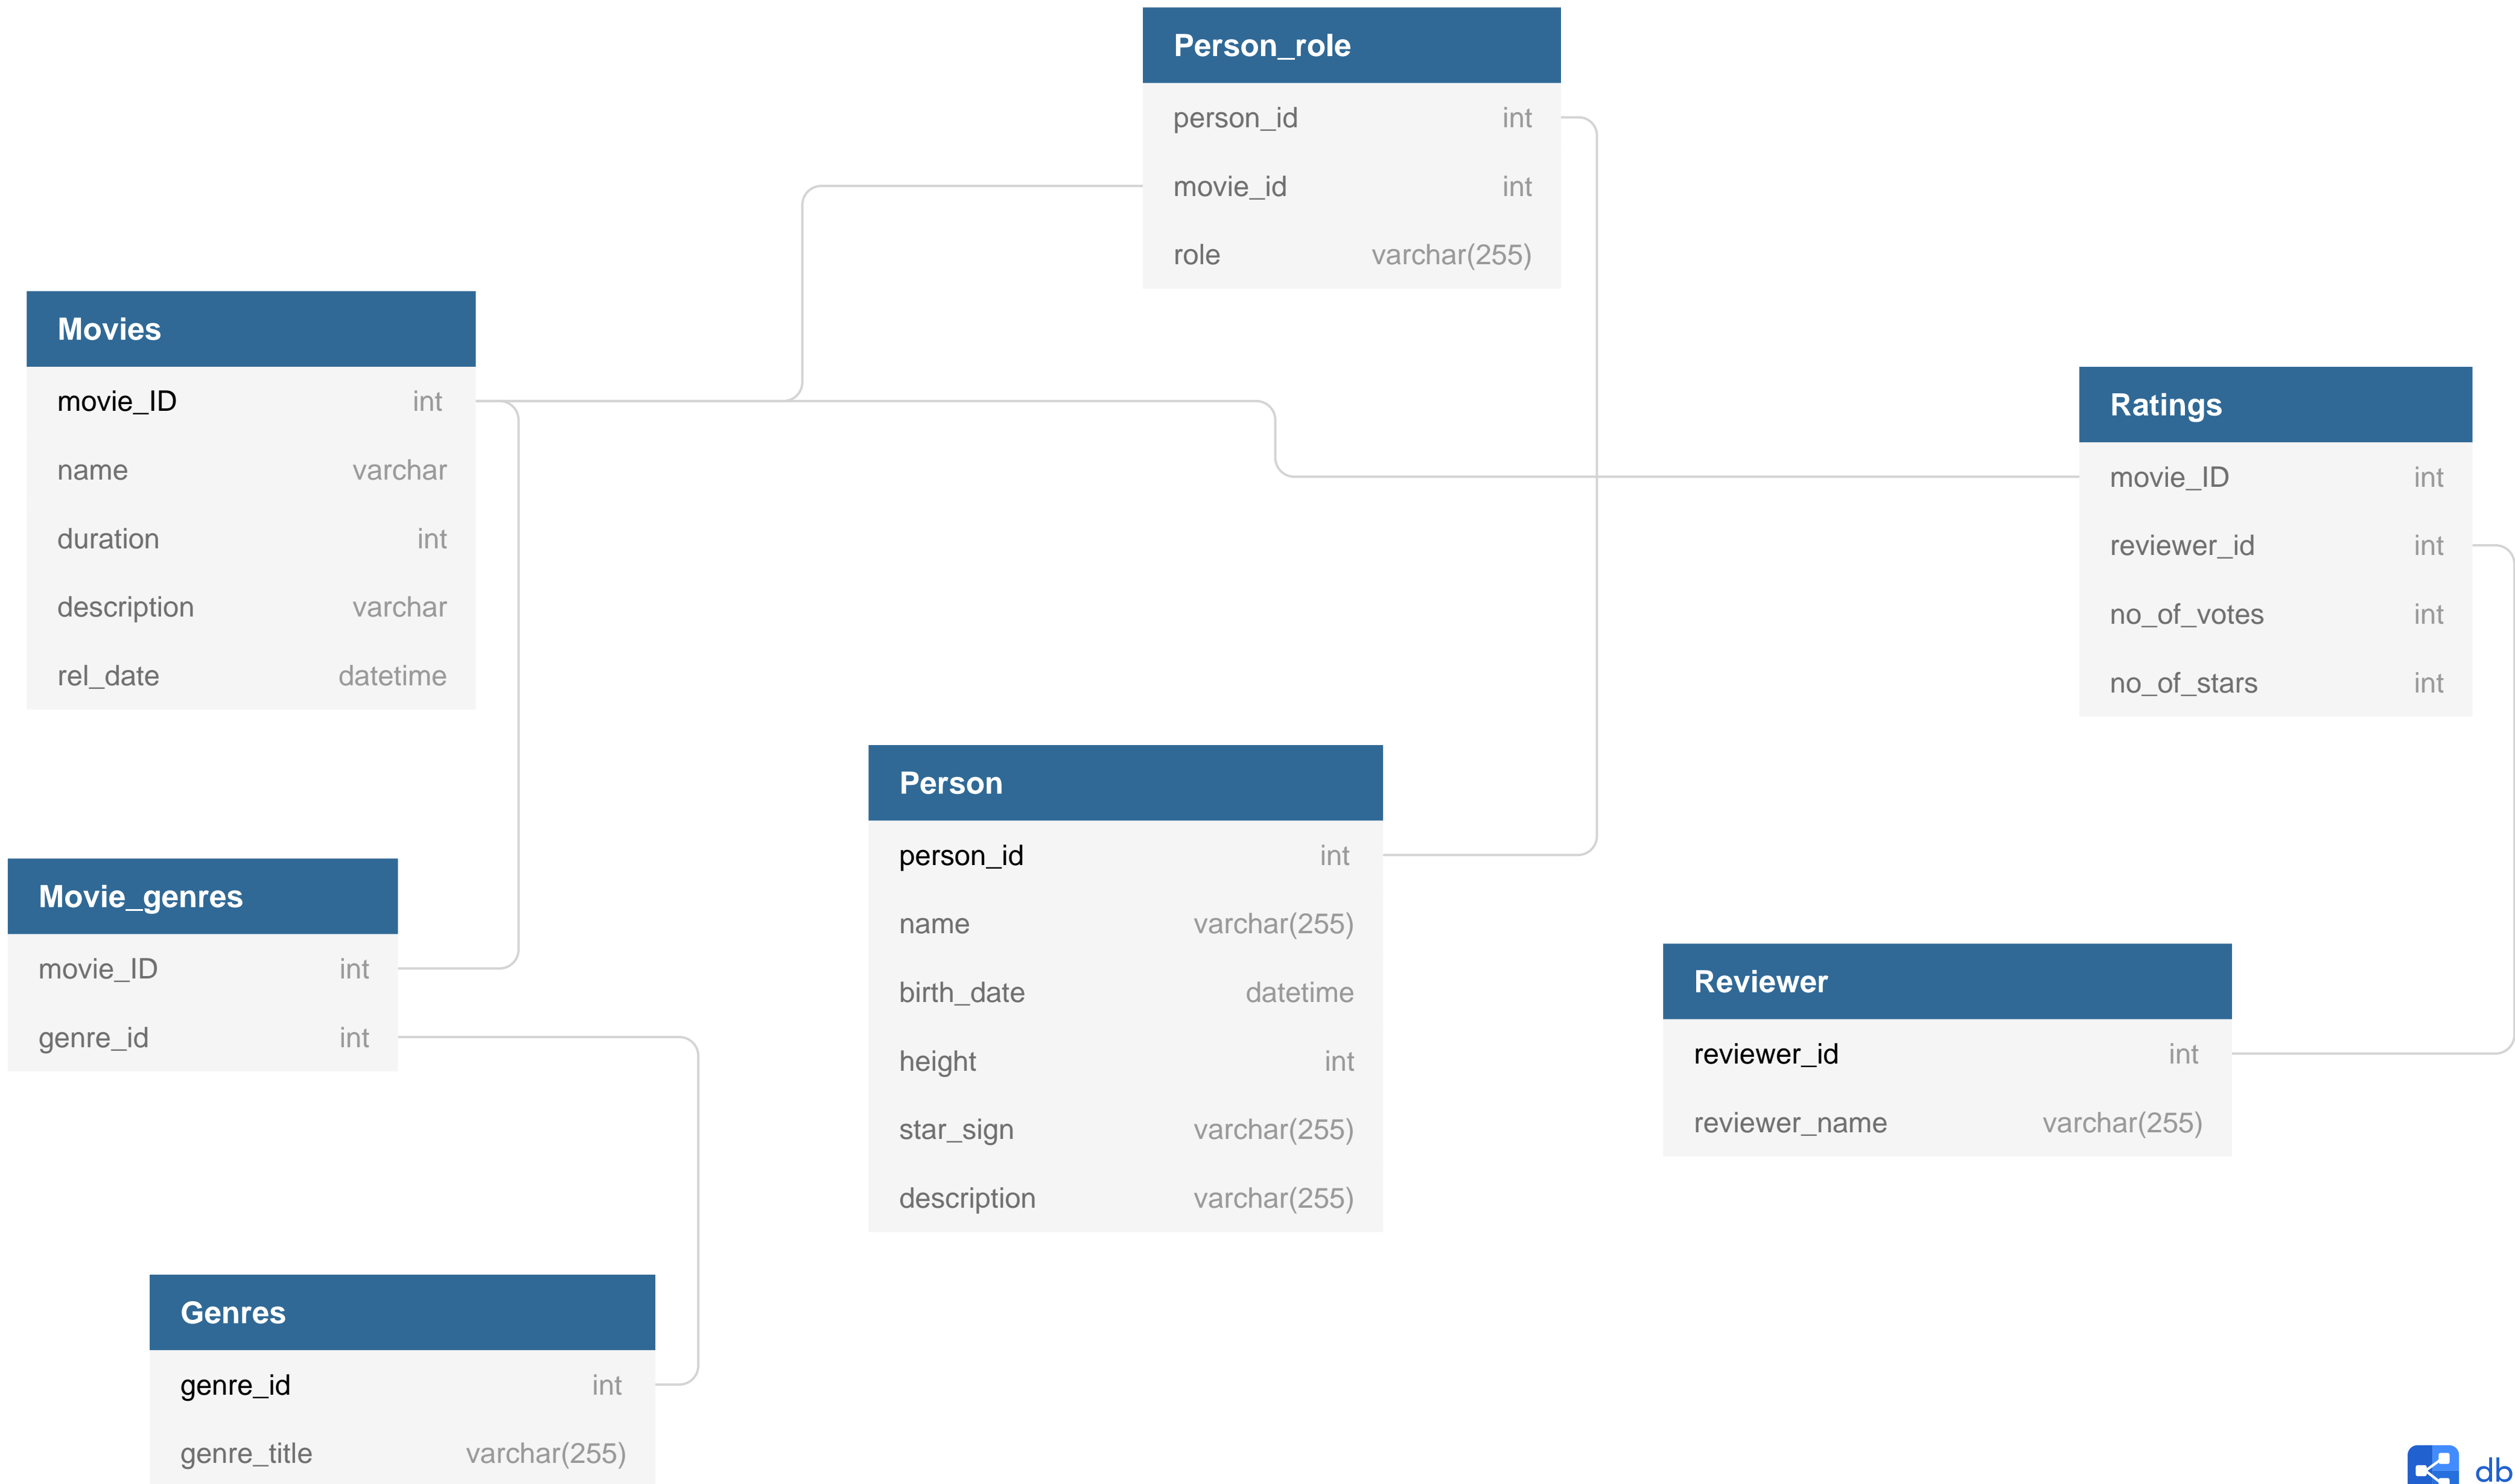 Person_role
person_id int
movie_id int
role varchar(255)
Movies
movie_ID int
name varchar
duration int
description varchar
rel_date datetime
Ratings
movie_ID int
reviewer_id int
no_of_votes int
no_of_stars int
Person
person_id int
name varchar(255)
birth_date datetime
height int
star_sign varchar(255)
description varchar(255)
Movie_genres
movie_ID int
genre_id int
Reviewer
reviewer_id int
reviewer_name varchar(255)
Genres
genre_id int
genre_title varchar(255)
db